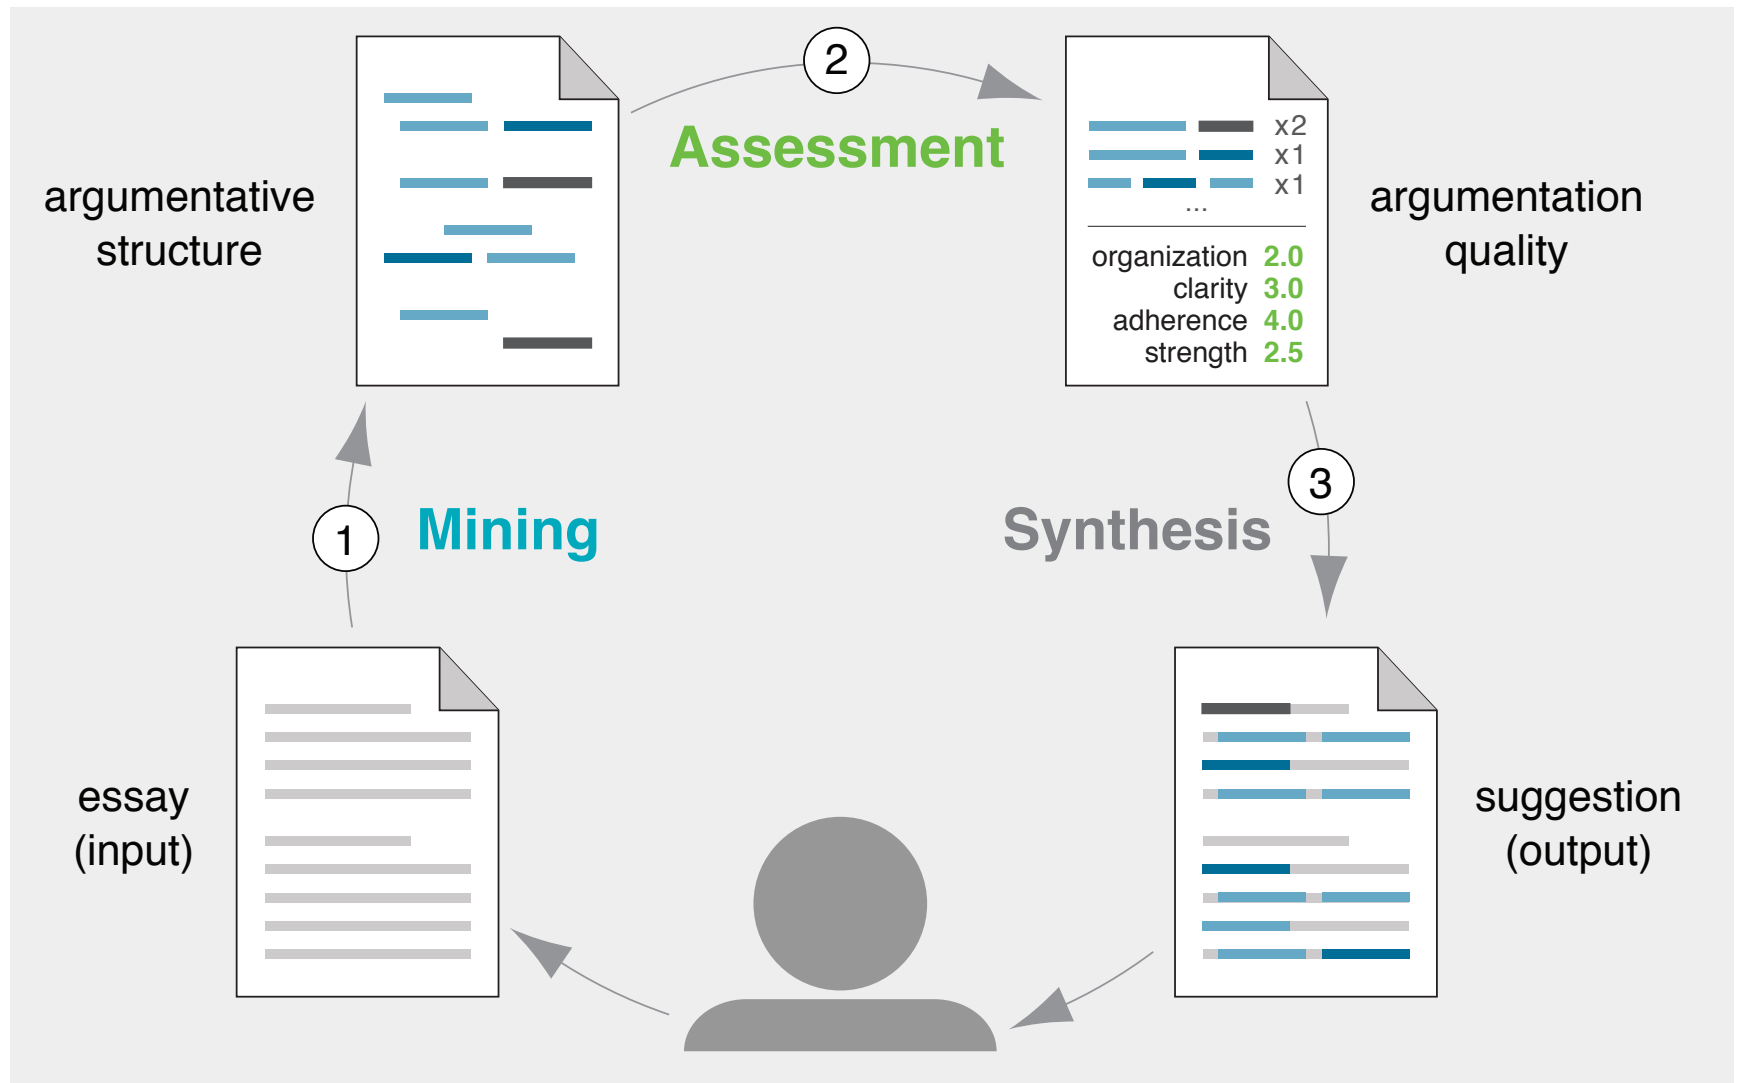 2
Assessment
argumentative
structure
x2
x1
x1
...
organization 2.0
clarity 3.0
adherence 4.0
strength 2.5
argumentation
quality
1
Mining
Synthesis
3
essay
(input)
suggestion
(output)